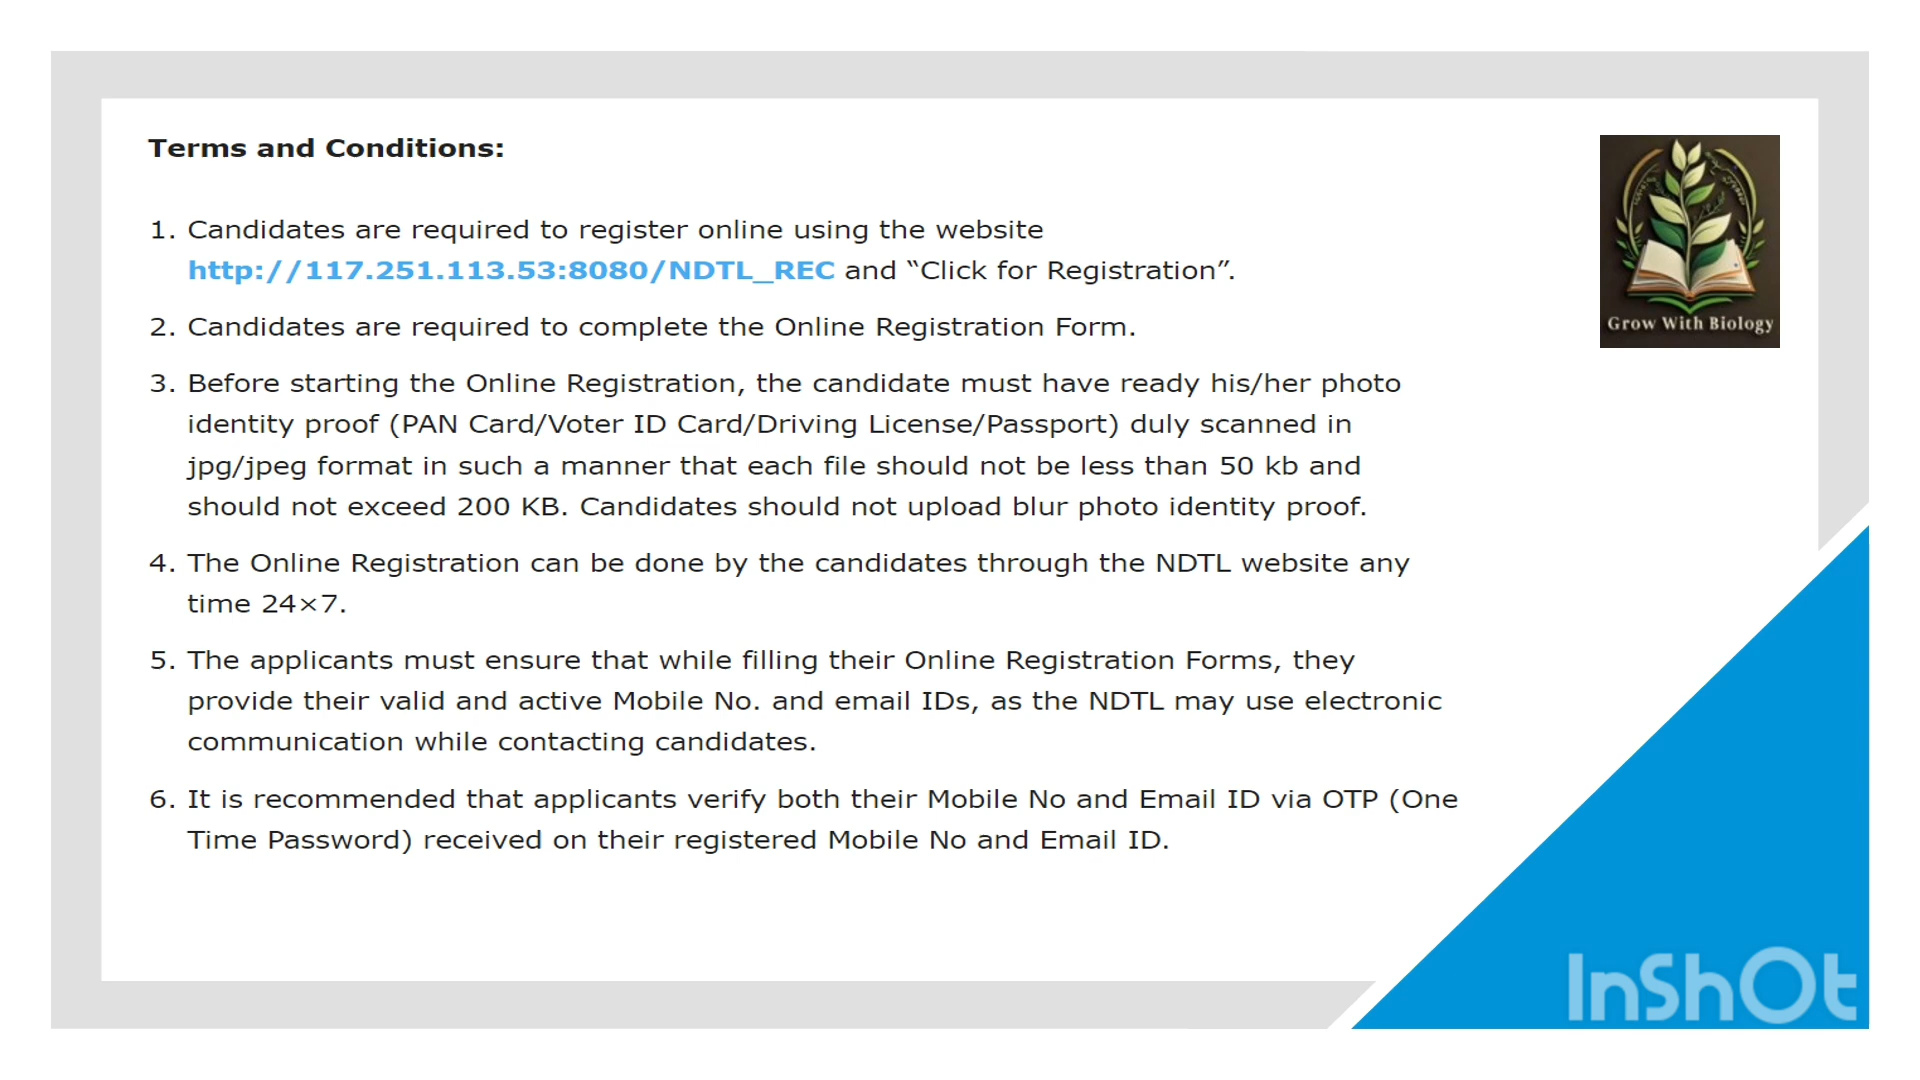 Terms and Conditions:
1. Candidates are required to register online using the website
http://117.251.113.53:8080/NDTL_REC and “Click for Registration”.
2. Candidates are required to complete the Online Registration Form.
3. Before starting the Online Registration, the candidate must have ready his/her photo
identity proof (PAN Card/Voter ID Card/Driving License/Passport) duly scanned in
jpg/jpeg format in such a manner that each file should not be less than 50 kb and
should not exceed 200 KB. Candidates should not upload blur photo identity proof.
4. The Online Registration can be done by the candidates through the NDTL website any
time 24×7.
5. The applicants must ensure that while filling their Online Registration Forms, they
provide their valid and active Mobile No. and email IDs, as the NDTL may use electronic
communication while contacting candidates.
6. It is recommended that applicants verify both their Mobile No and Email ID via OTP (One
Time Password) received on their registered Mobile No and Email ID.
Grow With Biology
InShOt